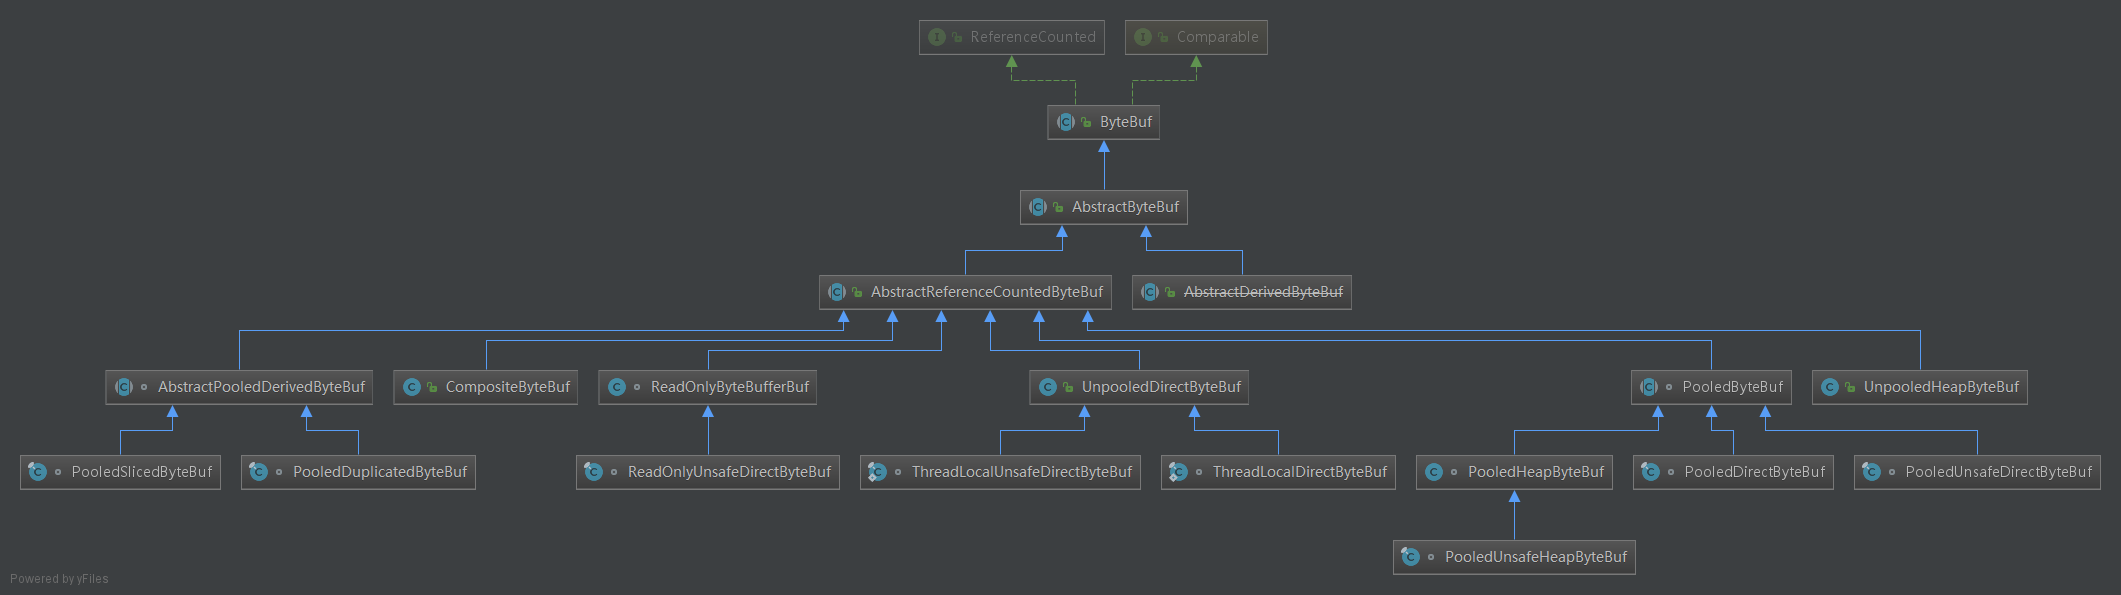 ReferenceCounted
Comparable
ByteBuf
AbstractByteBuf
AbstractReferenceCountedByteBuf
AbstractDerivedByteBuf
AbstractPooledDerivedByteBuf
CompositeByteBuf
ReadOnlyByteBufferBuf
UnpooledDirectByteBuf
PooledByteBuf
UnpooledHeapByteBuf
PooledSlicedByteBuf
PooledDuplicatedByteBuf
ReadOnlyUnsafeDirectByteBuf
ThreadLocalUnsafeDirectByteBuf
ThreadLocalDirectByteBuf
PooledHeapByteBuf
PooledDirectByteBuf
PooledUnsafeDirectByteBuf
PooledUnsafeHeapByteBuf
Powered by yFiles